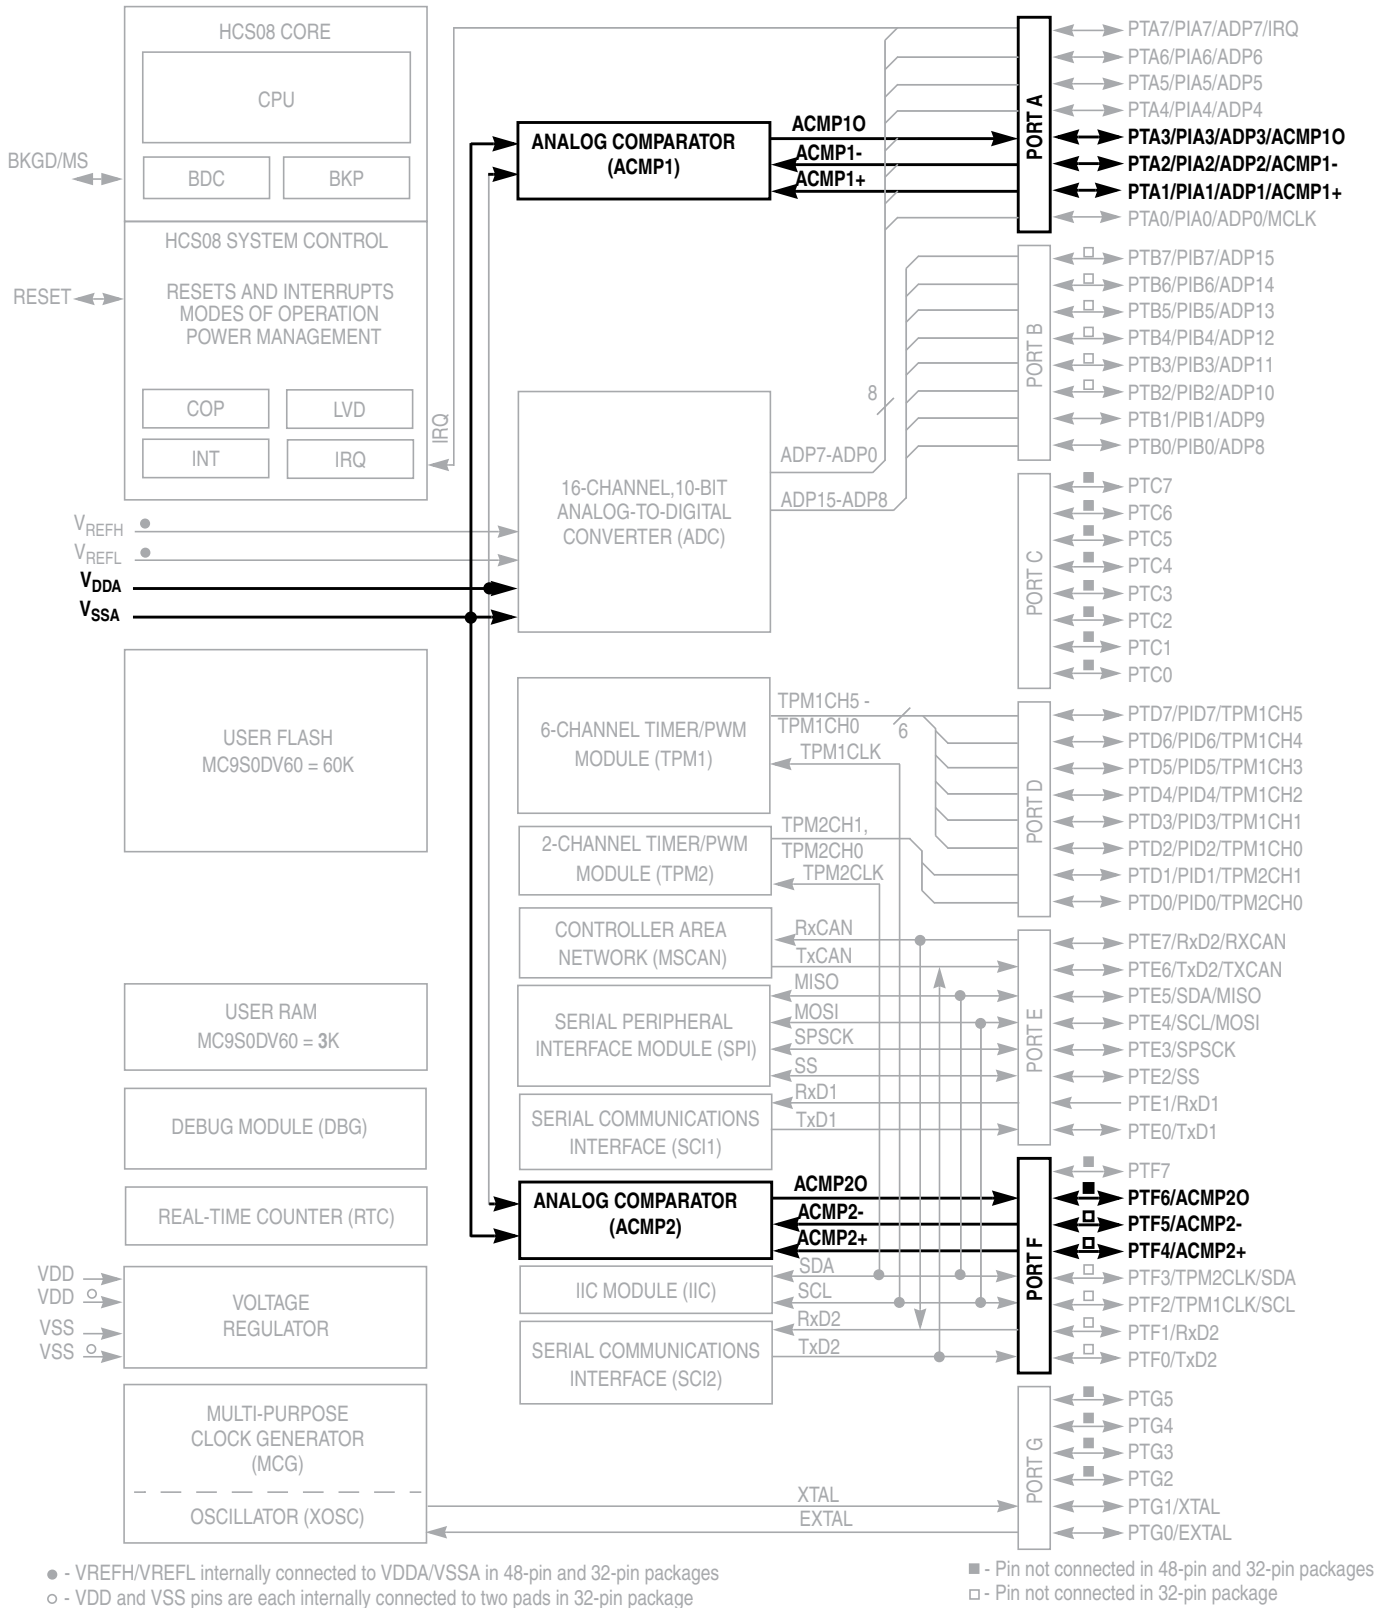 HCS08 CORE
CPU
BDC
BKP
BKGD/MS
HCS08 SYSTEM CONTROL
RESETS AND INTERRUPTS
MODES OF OPERATION
POWER MANAGEMENT
RESET
COP
LVD
INT
IRQ
IRQ
VREFH
VREFL
VDDA
VSSA
USER FLASH
MC9S0DV60 = 60K
USER RAM
MC9S0DV60 = 3K
DEBUG MODULE (DBG)
REAL-TIME COUNTER (RTC)
VDD
VDD
VSS
VSS
VOLTAGE
REGULATOR
MULTI-PURPOSE
CLOCK GENERATOR
(MCG)
OSCILLATOR (XOSC)
ANALOG COMPARATOR
(ACMP1)
ACMP1O
ACMP1-
ACMP1+
16-CHANNEL,10-BIT
ANALOG-TO-DIGITAL
CONVERTER (ADC)
8
ADP7-ADP0
ADP15-ADP8
6-CHANNEL TIMER/PWM
MODULE (TPM1)
TPM1CH5 -
TPM1CH0
6
TPM1CLK
2-CHANNEL TIMER/PWM
MODULE (TPM2)
TPM2CH1,
TPM2CH0
TPM2CLK
CONTROLLER AREA
NETWORK (MSCAN)
RxCAN
TxCAN
SERIAL PERIPHERAL
INTERFACE MODULE (SPI)
MISO
MOSI
SPSCK
SS
SERIAL COMMUNICATIONS
INTERFACE (SCI1)
RxD1
TxD1
ANALOG COMPARATOR
(ACMP2)
ACMP2O
ACMP2-
ACMP2+
IIC MODULE (IIC)
SDA
SCL
SERIAL COMMUNICATIONS
INTERFACE (SCI2)
RxD2
TxD2
XTAL
EXTAL
PORT A
PTA7/PIA7/ADP7/IRQ
PTA6/PIA6/ADP6
PTA5/PIA5/ADP5
PTA4/PIA4/ADP4
PTA3/PIA3/ADP3/ACMP1O
PTA2/PIA2/ADP2/ACMP1-
PTA1/PIA1/ADP1/ACMP1+
PTA0/PIA0/ADP0/MCLK
PORT B
PTB7/PIB7/ADP15
PTB6/PIB6/ADP14
PTB5/PIB5/ADP13
PTB4/PIB4/ADP12
PTB3/PIB3/ADP11
PTB2/PIB2/ADP10
PTB1/PIB1/ADP9
PTB0/PIB0/ADP8
PORT C
PTC7
PTC6
PTC5
PTC4
PTC3
PTC2
PTC1
PTC0
PORT D
PTD7/PID7/TPM1CH5
PTD6/PID6/TPM1CH4
PTD5/PID5/TPM1CH3
PTD4/PID4/TPM1CH2
PTD3/PID3/TPM1CH1
PTD2/PID2/TPM1CH0
PTD1/PID1/TPM2CH1
PTD0/PID0/TPM2CH0
PORT E
PTE7/RxD2/RXCAN
PTE6/TxD2/TXCAN
PTE5/SDA/MISO
PTE4/SCL/MOSI
PTE3/SPSCK
PTE2/SS
PTE1/RxD1
PTE0/TxD1
PORT F
PTF7
PTF6/ACMP2O
PTF5/ACMP2-
PTF4/ACMP2+
PTF3/TPM2CLK/SDA
PTF2/TPM1CLK/SCL
PTF1/RxD2
PTF0/TxD2
PORT G
PTG5
PTG4
PTG3
PTG2
PTG1/XTAL
PTG0/EXTAL
● - VREFH/VREFL internally connected to VDDA/VSSA in 48-pin and 32-pin packages
○ - VDD and VSS pins are each internally connected to two pads in 32-pin package
■ - Pin not connected in 48-pin and 32-pin packages
□ - Pin not connected in 32-pin package